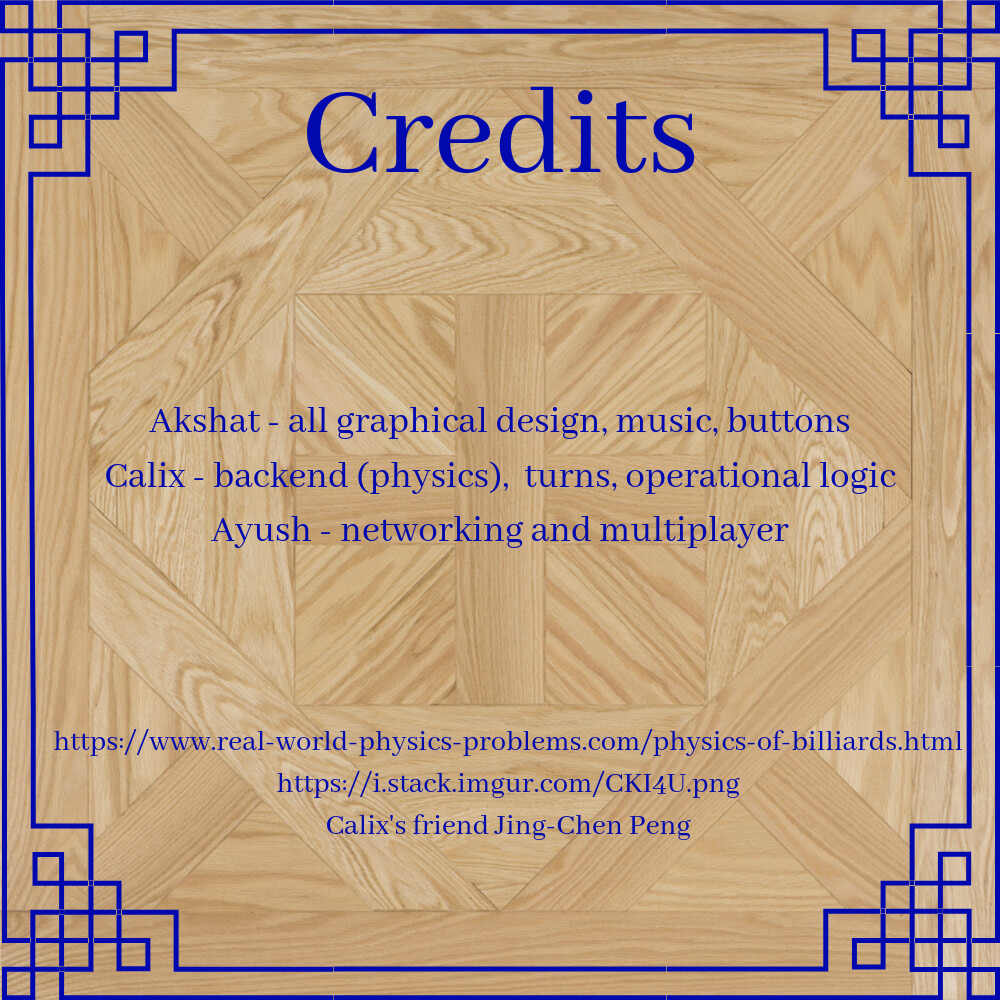 Credits
Akshat - all graphical design, music, buttons
Calix - backend (physics),  turns, operational logic
Ayush - networking and multiplayer
https://www.real-world-physics-problems.com/physics-of-billiards.html
https://i.stack.imgur.com/CKI4U.png
Calix's friend Jing-Chen Peng